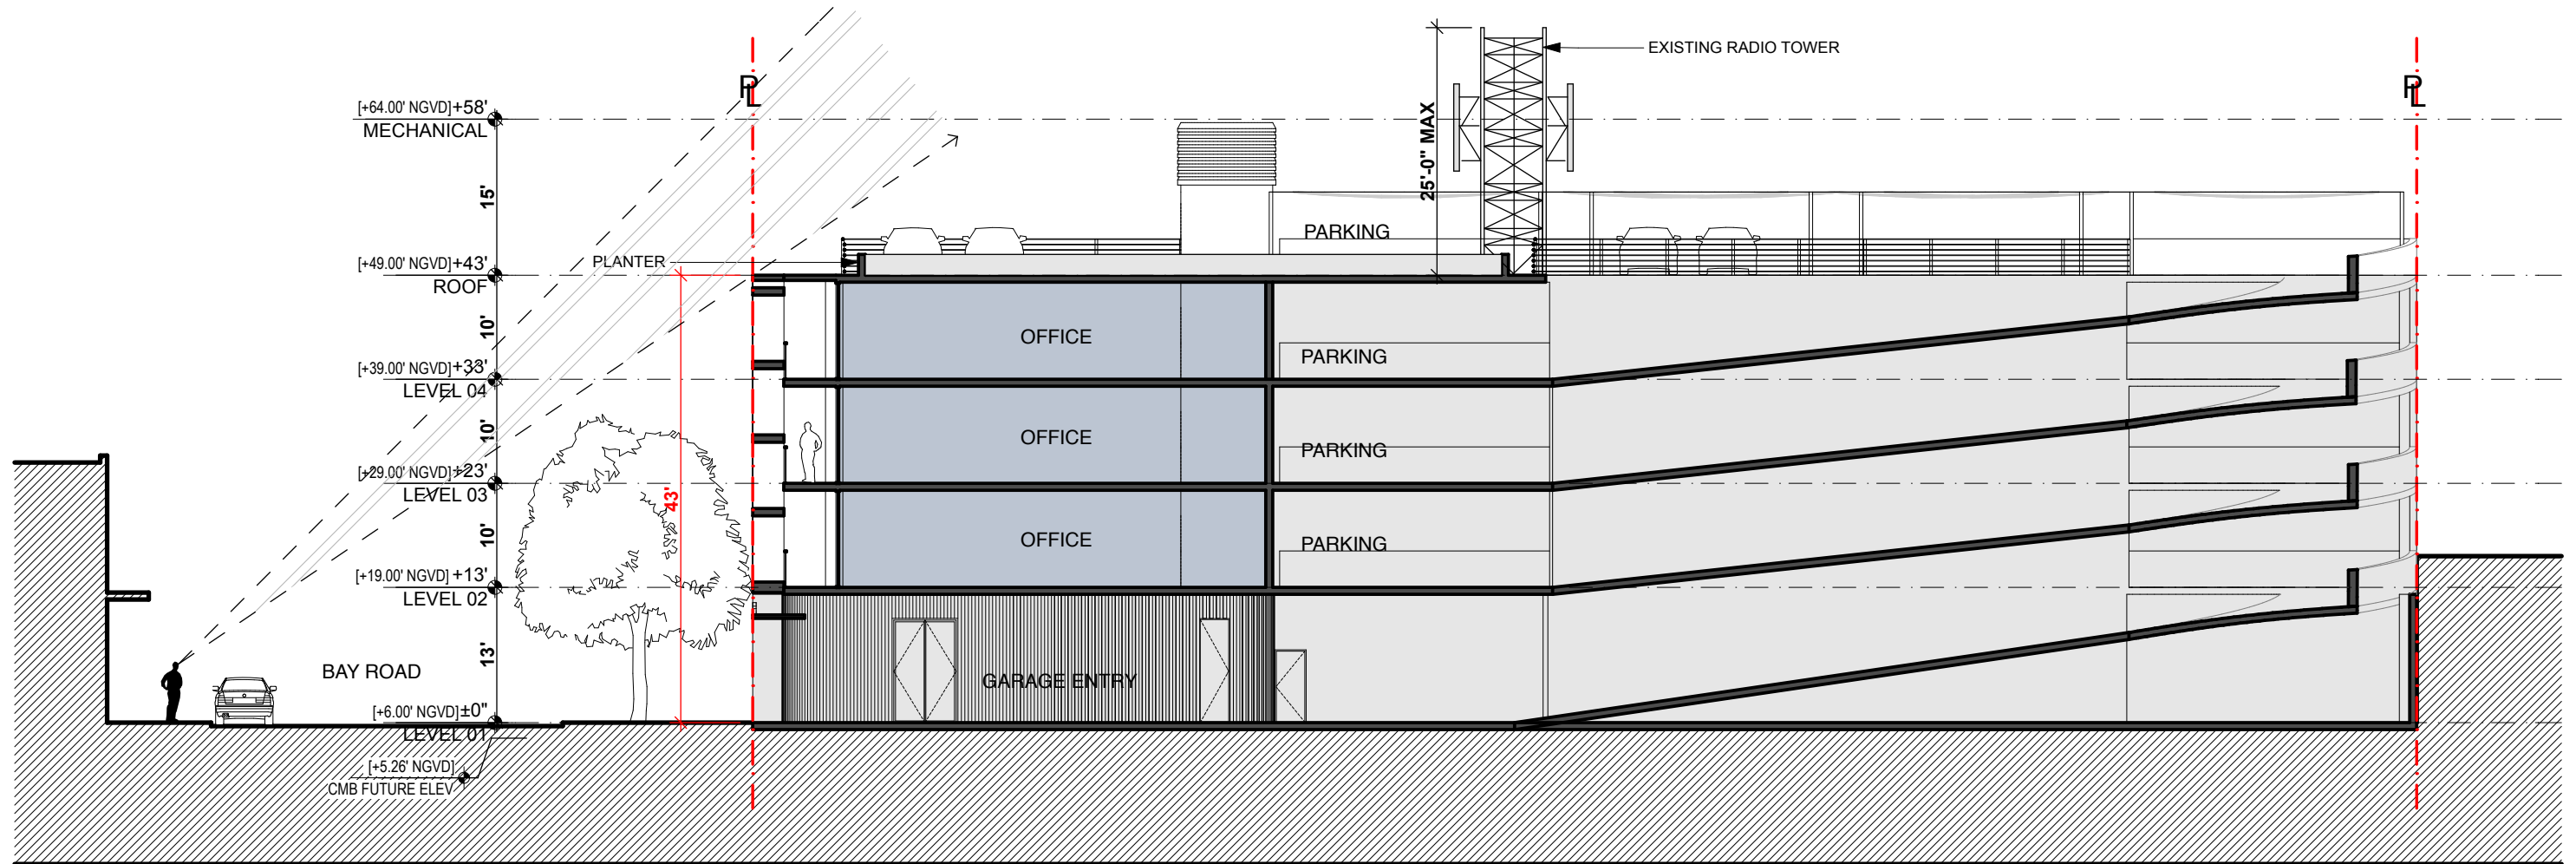 EXISTING RADIO TOWER
PL
PL
[+64.00' NGVD] +58'
MECHANICAL
25'-0" MAX
15'
PARKING
PLANTER
[+49.00' NGVD] +43'
ROOF
10'
OFFICE
PARKING
[+39.00' NGVD] +33'
LEVEL 04
10'
OFFICE
PARKING
[+29.00' NGVD] +23'
LEVEL 03
43'
10'
OFFICE
PARKING
[+19.00' NGVD] +13'
LEVEL 02
13'
BAY ROAD
GARAGE ENTRY
[+6.00' NGVD] ±0"
LEVEL 01
[+5.26' NGVD]
CMB FUTURE ELEV